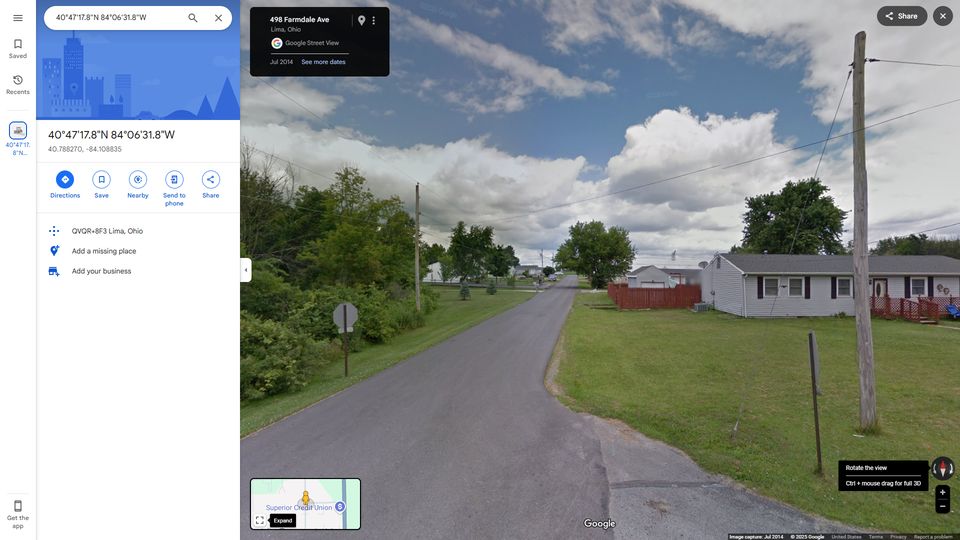 40°47'17.8"N 84°06'31.8"W
Saved
Recents
40°47'17.
8"N...
Get the
app
40°47'17.8"N 84°06'31.8"W
40.788270, -84.108835
Directions
Save
Nearby
Send to
phone
Share
QVQR+8F3 Lima, Ohio
Add a missing place
Add your business
498 Farmdale Ave
Lima, Ohio
Google Street View
Jul 2014 See more dates
Share
Superior Credit Union
Expand
Google
Rotate the view
Ctrl + mouse drag for full 3D
Image capture: Jul 2014 © 2025 Google United States Terms Privacy Report a problem